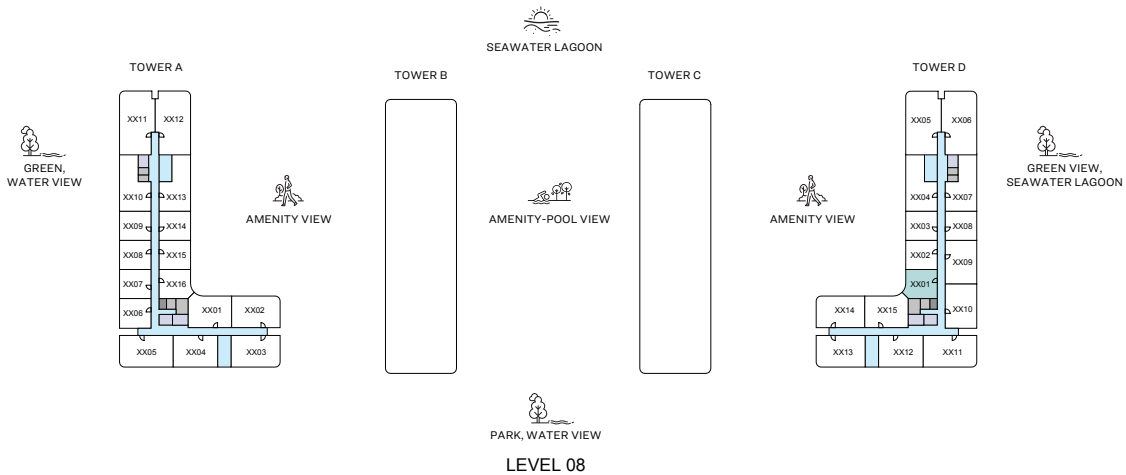 SEAWATER LAGOON
TOWER A
TOWER B
TOWER C
TOWER D
XX11
XX12
XX05
XX06
GREEN,
WATER VIEW
GREEN VIEW,
SEAWATER LAGOON
XX10
XX13
AMENITY VIEW
AMENITY-POOL VIEW
AMENITY VIEW
XX04
XX07
XX09
XX14
XX03
XX08
XX08
XX15
XX02
XX09
XX07
XX16
XX01
XX06
XX01
XX02
XX14
XX15
XX10
XX05
XX04
XX03
XX13
XX12
XX11
PARK, WATER VIEW
LEVEL 08